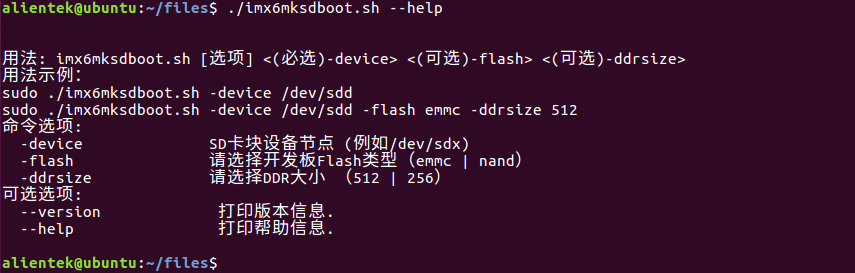 alientek@ubuntu:~/files$ ./imx6mksdboot.sh --help
用法: imx6mksdboot.sh [选项] <(必选)-device> <(可选)-flash> <(可选)-ddrsize>
用法示例:
sudo ./imx6mksdboot.sh -device /dev/sdd
sudo ./imx6mksdboot.sh -device /dev/sdd -flash emmc -ddrsize 512
命令选项:
  -device              SD卡块设备节点 (例如/dev/sdx)
  -flash               请选择开发板Flash类型（emmc | nand）
  -ddrsize             请选择DDR大小 （512 | 256）
可选选项:
  --version             打印版本信息.
  --help                打印帮助信息.
alientek@ubuntu:~/files$